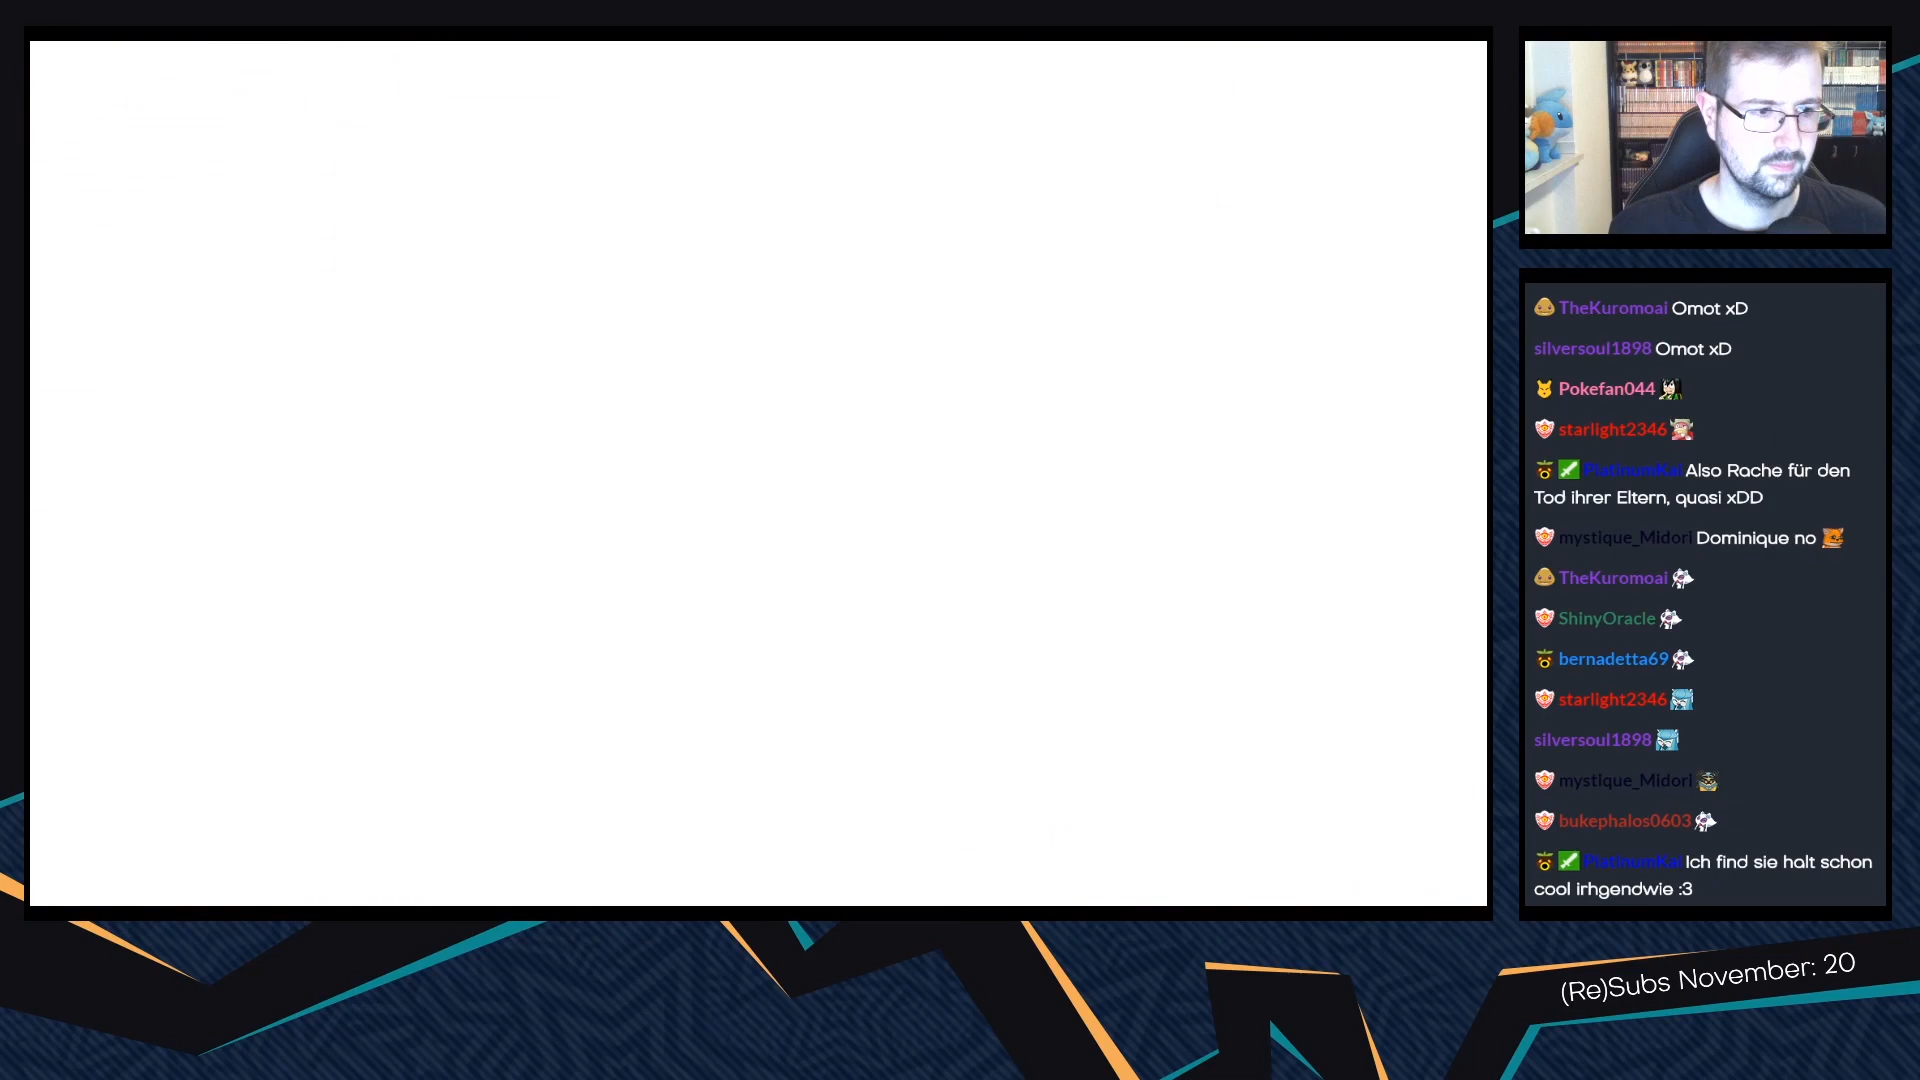 TheKuromoai Omot xD
silversoul1898 Omot xD
Pokefan044
starlight2346
PlatinumKai Also Rache für den
Tod ihrer Eltern, quasi xDD
mystique_Midori Dominique no
TheKuromoai
ShinyOracle
bernadetta69
starlight2346
silversoul1898
mystique_Midori
bukephalos0603
PlatinumKai Ich find sie halt schon
cool irhgendwie :3
(Re)Subs November: 20